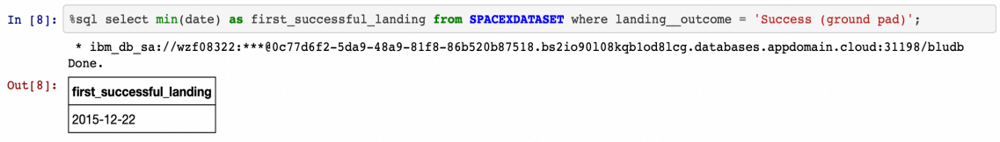 In [8]: %sql select min(date) as first_successful_landing from SPACEXDATASET where landing__outcome = 'Success (ground pad)';
* ibm_db_sa://wzf08322:***@0c77d6f2-5da9-48a9-81f8-86b520b87518.bs2io90l08kqb1od8lcg.databases.appdomain.cloud:31198/bludb
Done.
Out[8]: first_successful_landing
2015-12-22